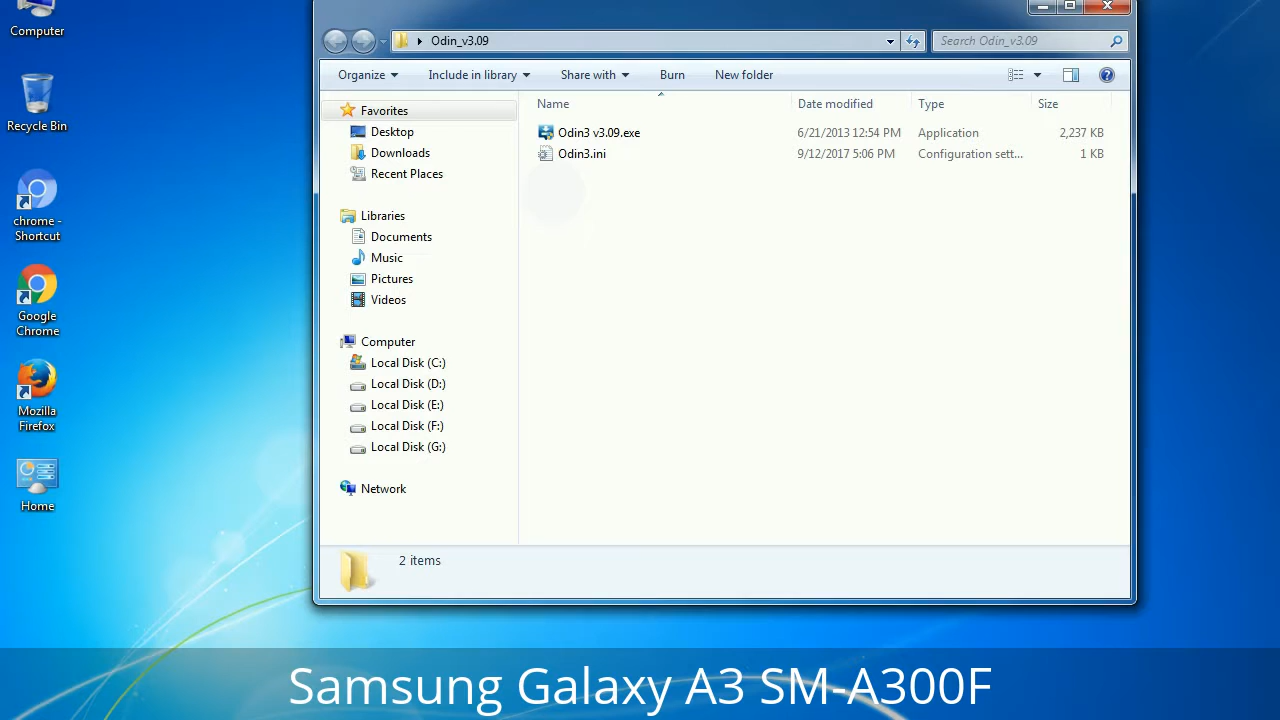 Computer
Recycle Bin
chrome -
Shortcut
Google
Chrome
Mozilla
Firefox
Home
Odin_v3.09
Search Odin_v3.09
Organize
Include in library
Share with
Burn
New folder
Favorites
Desktop
Downloads
Recent Places
Libraries
Documents
Music
Pictures
Videos
Computer
Local Disk (C:)
Local Disk (D:)
Local Disk (E:)
Local Disk (F:)
Local Disk (G:)
Network
Name Date modified Type Size
Odin3 v3.09.exe 6/21/2013 12:54 PM Application 2,237 KB
Odin3.ini 9/12/2017 5:06 PM Configuration sett... 1 KB
2 items
Samsung Galaxy A3 SM-A300F